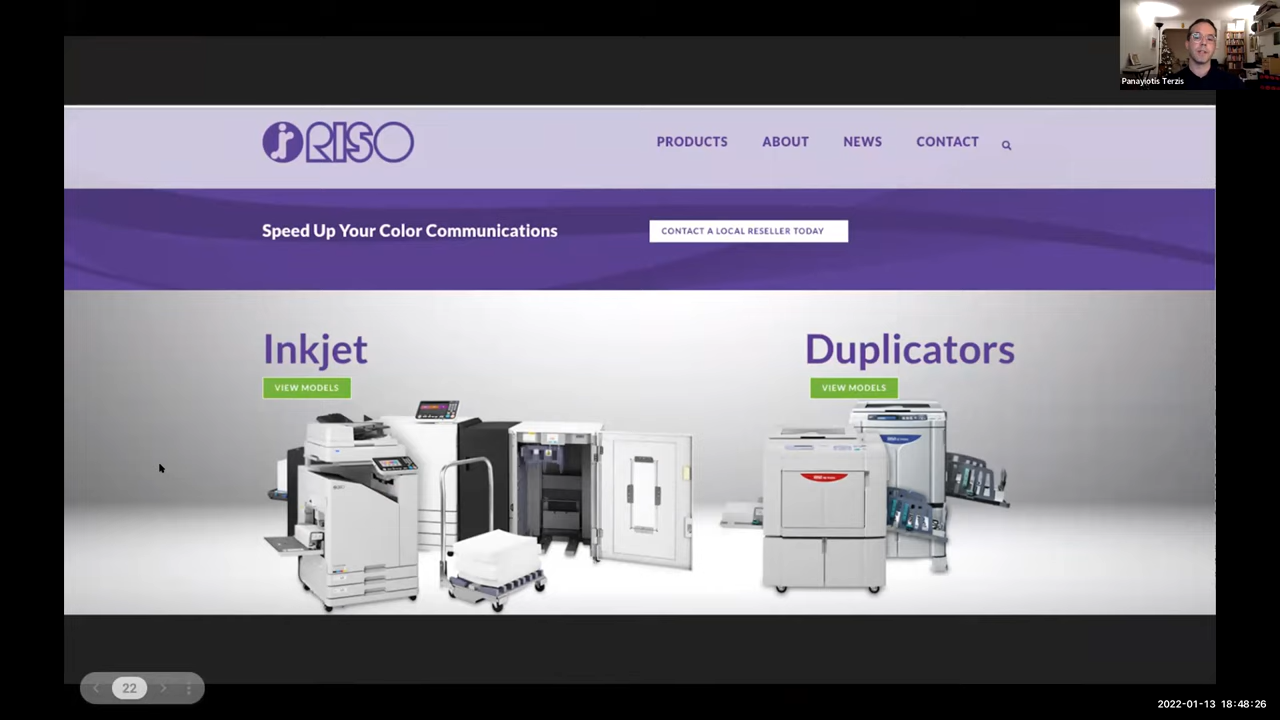 Panayiotis Terzis
RISO
PRODUCTS ABOUT NEWS CONTACT
Speed Up Your Color Communications
CONTACT A LOCAL RESELLER TODAY
Inkjet
VIEW MODELS
Duplicators
VIEW MODELS
22
2022-01-13 18:48:26